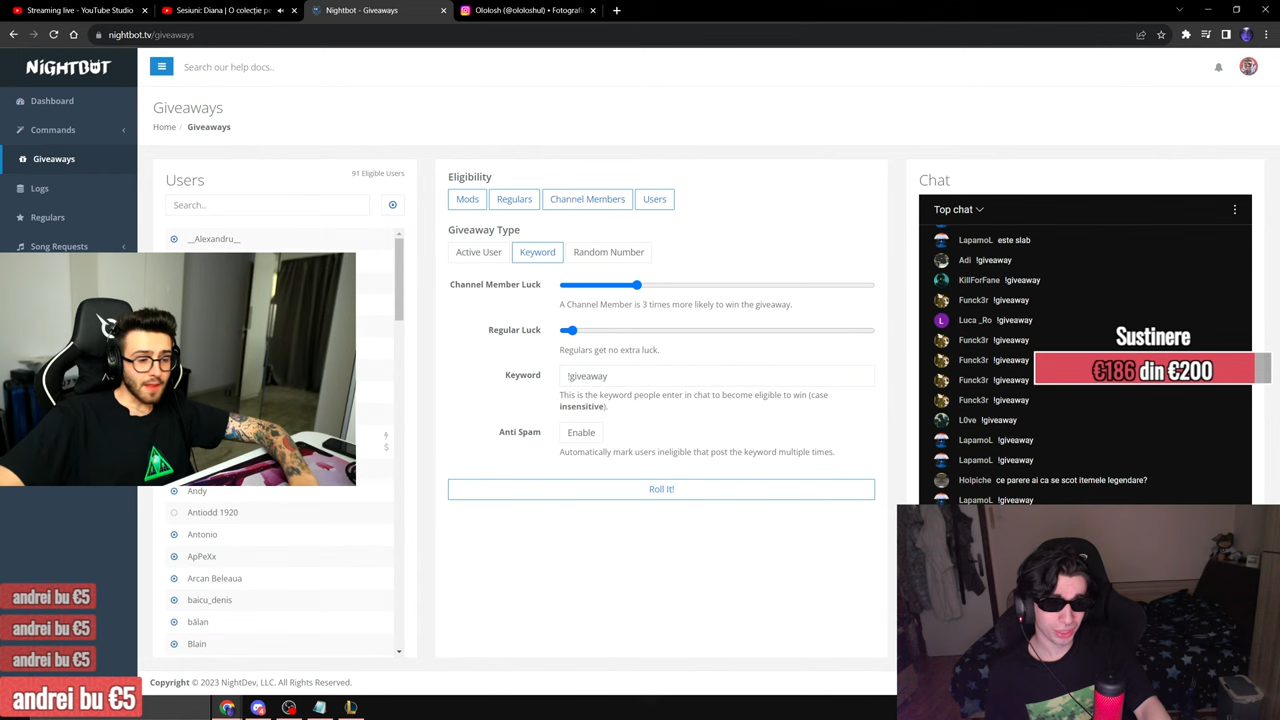 Streaming live - YouTube Studio
Sesiuni: Diana | O colecție pe
Nightbot - Giveaways
Ololosh (@ololoshul) • Fotografii
nightbot.tv/giveaways
NIGHTBOT
Search our help docs..
Dashboard
Commands
Giveaways
Logs
Regulars
Song Requests
Giveaways
Home / Giveaways
Users
91 Eligible Users
Search..
__Alexandru__
Andy
Antiodd 1920
Antonio
ApPeXx
Arcan Beleaua
baicu_denis
bălan
Blain
Eligibility
Mods
Regulars
Channel Members
Users
Giveaway Type
Active User
Keyword
Random Number
Channel Member Luck
A Channel Member is 3 times more likely to win the giveaway.
Regular Luck
Regulars get no extra luck.
Keyword
!giveaway
This is the keyword people enter in chat to become eligible to win (case
insensitive).
Anti Spam
Enable
Automatically mark users ineligible that post the keyword multiple times.
Roll It!
Chat
Top chat
LapamoL este slab
Adi !giveaway
KillForFane !giveaway
Funck3r !giveaway
L Luca _Ro !giveaway
Funck3r !giveaway
Funck3r !giveaway
Funck3r !giveaway
Funck3r !giveaway
L0ve !giveaway
LapamoL !giveaway
LapamoL !giveaway
Holpiche ce parere ai ca se scot itemele legendare?
LapamoL !giveaway
Sustinere
€186 din €200
andrei bu €5
andrei bu €5
andrei bu €5
andrei bu €5
Copyright © 2023 NightDev, LLC. All Rights Reserved.